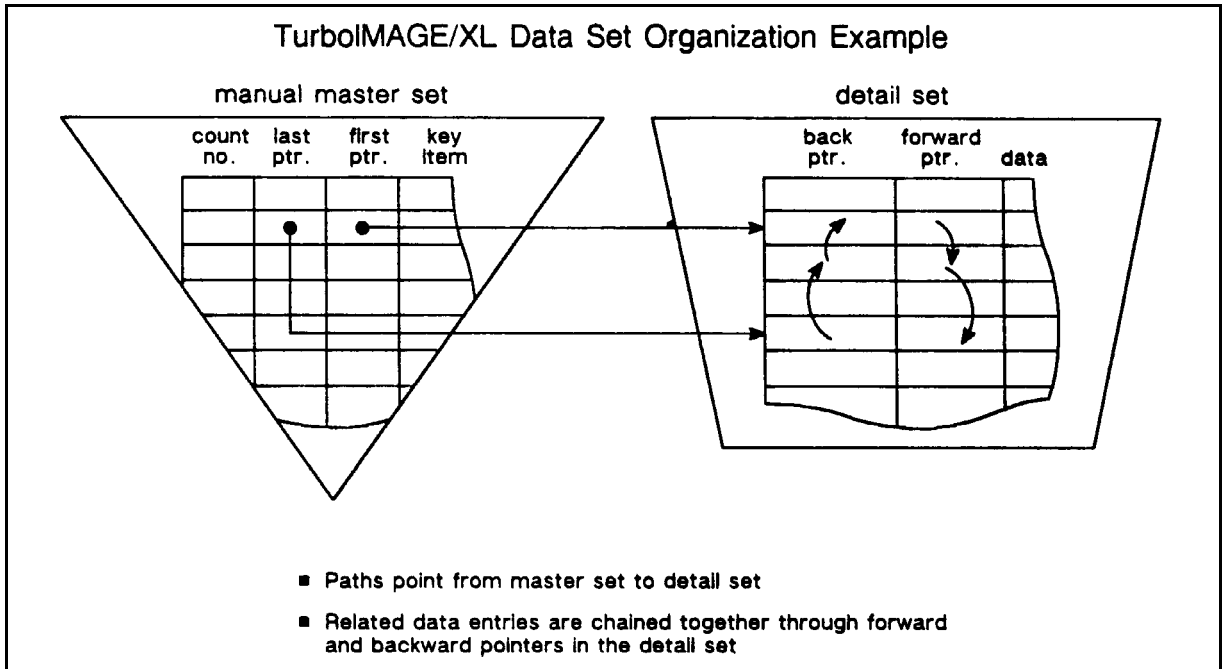 TurboIMAGE/XL Data Set Organization Example
manual master set
count no.
last ptr.
first ptr.
key item
detail set
back ptr.
forward ptr.
data
■ Paths point from master set to detail set
■ Related data entries are chained together through forward
and backward pointers in the detail set